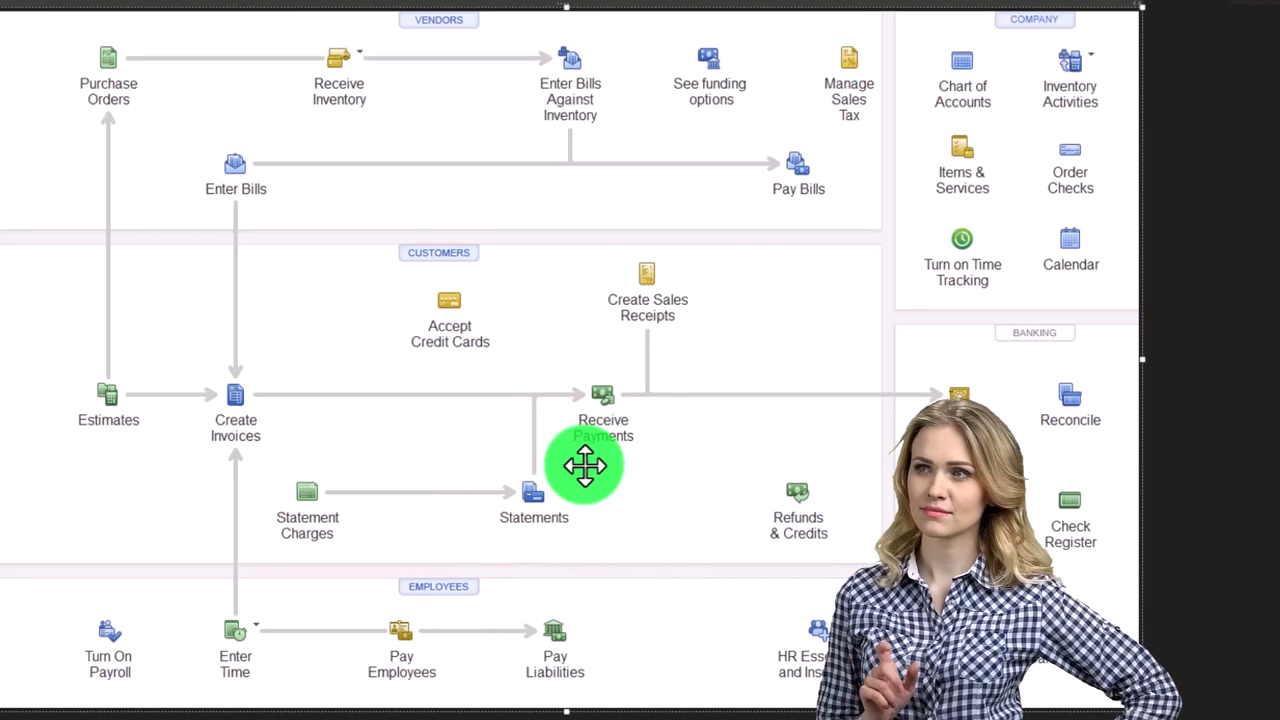 VENDORS
COMPANY
Purchase
Orders
Receive
Inventory
Enter Bills
Against
Inventory
See funding
options
Manage
Sales
Tax
Chart of
Accounts
Inventory
Activities
Enter Bills
Pay Bills
Items &
Services
Order
Checks
CUSTOMERS
Turn on Time
Tracking
Calendar
Create Sales
Receipts
Accept
Credit Cards
BANKING
Estimates
Create
Invoices
Receive
Payments
Reconcile
Statement
Charges
Statements
Refunds
& Credits
Check
Register
EMPLOYEES
Turn On
Payroll
Enter
Time
Pay
Employees
Pay
Liabilities
HR
and